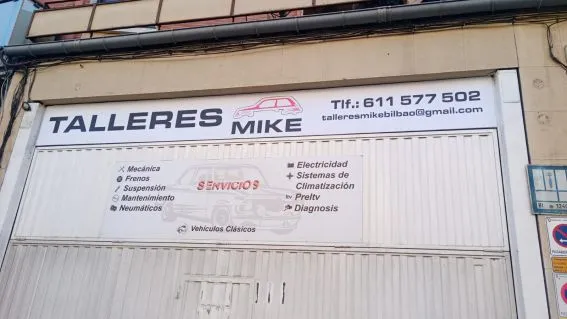 TALLERES MIKE
Tlf.: 611 577 502
talleresmikebilbao@gmail.com
SERVICIOS
Mecánica
Frenos
Suspensión
Mantenimiento
Neumáticos
Electricidad
Sistemas de
Climatización
PreItv
Diagnosis
Vehículos Clásicos